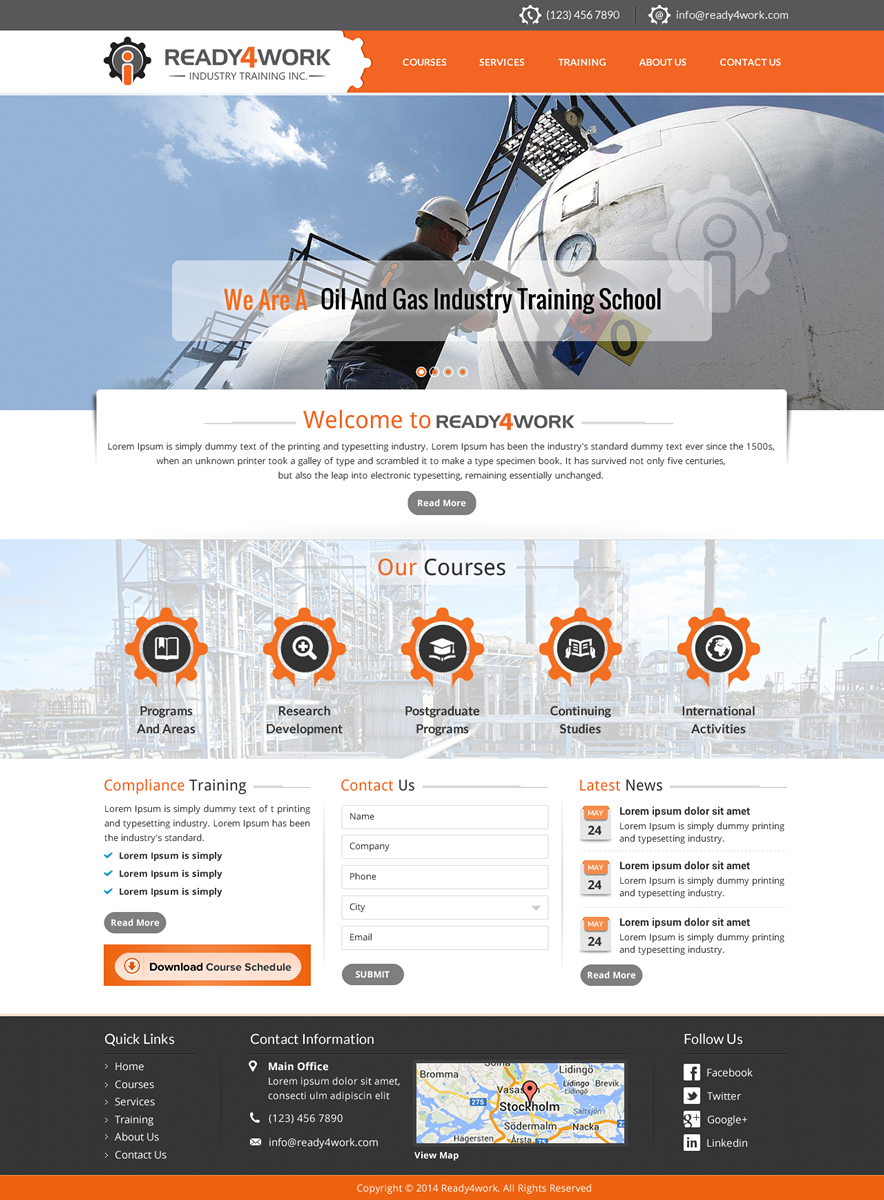 (123) 456 7890
info@ready4work.com
READY4WORK
INDUSTRY TRAINING INC.
COURSES SERVICES TRAINING ABOUT US CONTACT US
We Are A Oil And Gas Industry Training School
10
Welcome to READY4WORK
Lorem Ipsum is simply dummy text of the printing and typesetting industry. Lorem Ipsum has been the industry's standard dummy text ever since the 1500s,
when an unknown printer took a galley of type and scrambled it to make a type specimen book. It has survived not only five centuries,
but also the leap into electronic typesetting, remaining essentially unchanged.
Read More
Our Courses
Programs
And Areas
Research
Development
Postgraduate
Programs
Continuing
Studies
International
Activities
Compliance Training
Lorem Ipsum is simply dummy text of t printing
and typesetting industry. Lorem Ipsum has been
the industry's standard.
Lorem Ipsum is simply
Lorem Ipsum is simply
Lorem Ipsum is simply
Read More
Download Course Schedule
Contact Us
Name
Company
Phone
City
Email
SUBMIT
Latest News
MAY
24
Lorem ipsum dolor sit amet
Lorem Ipsum is simply dummy printing
and typesetting industry.
MAY
24
Lorem ipsum dolor sit amet
Lorem Ipsum is simply dummy printing
and typesetting industry.
MAY
24
Lorem ipsum dolor sit amet
Lorem Ipsum is simply dummy printing
and typesetting industry.
Read More
Quick Links
Home
Courses
Services
Training
About Us
Contact Us
Contact Information
Main Office
Lorem ipsum dolor sit amet,
consecti ulm adipiscin elit
(123) 456 7890
info@ready4work.com
Solna
Lidingö
Bromma
Lidingö Brevik
Lidingö
275
Stockholm
Saltsjön
Södermalm
Nacka
275
222
Hägersten
Årsta
View Map
Follow Us
Facebook
Twitter
Google+
Linkedin
Copyright © 2014 Ready4work. All Rights Reserved